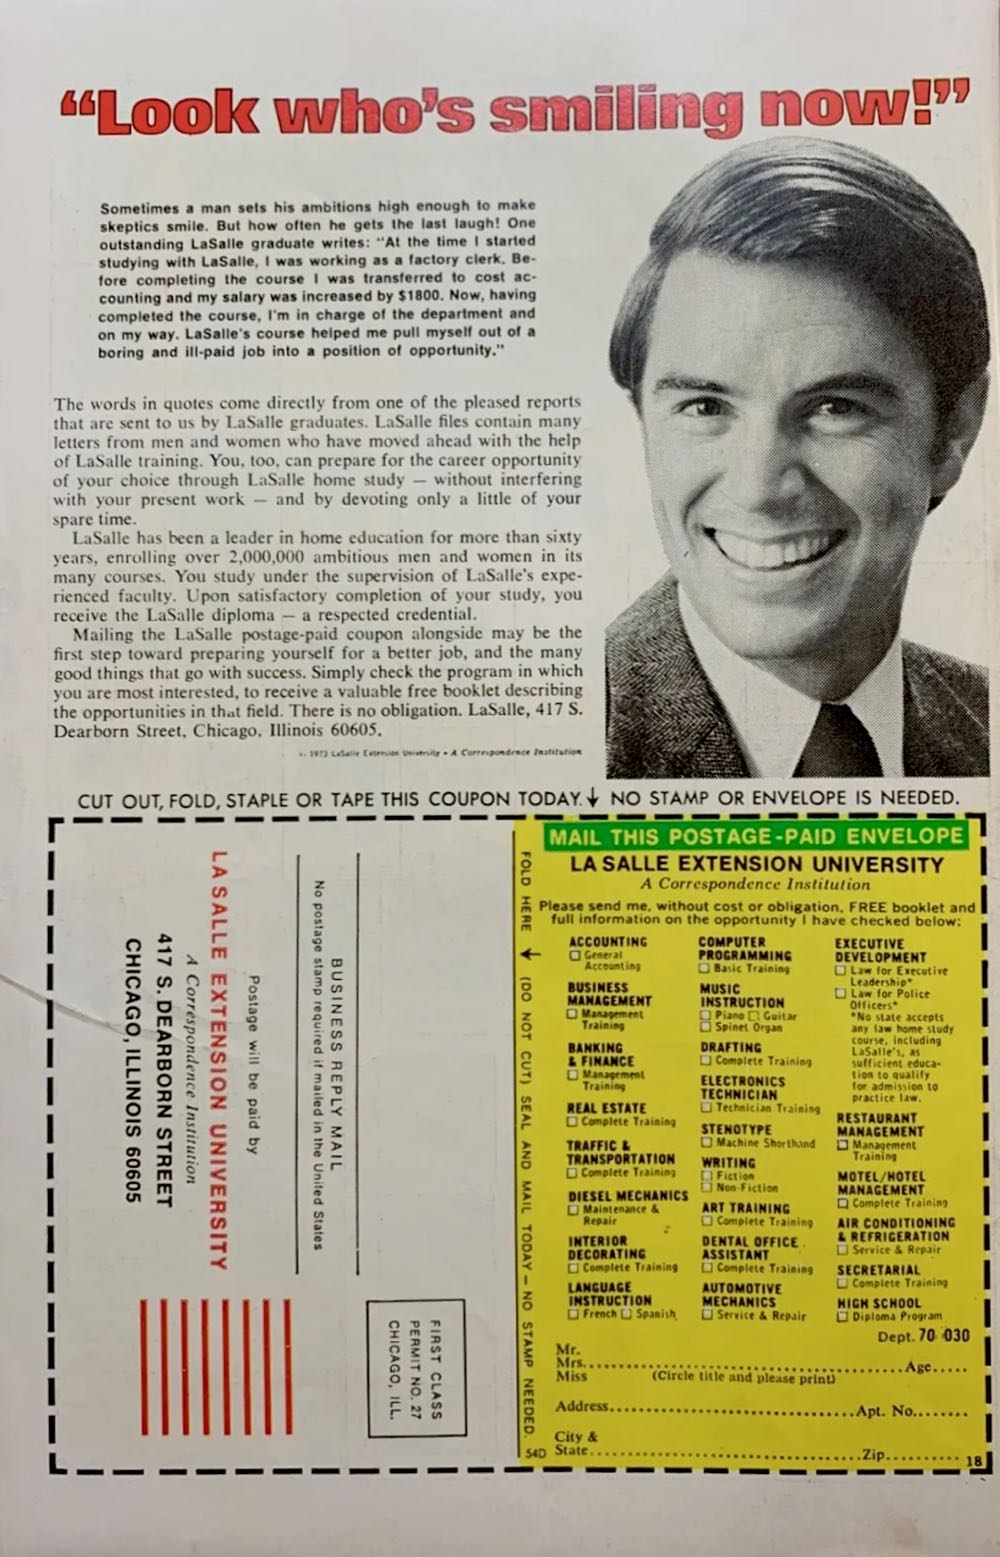 “Look who's smiling now!”
Sometimes a man sets his ambitions high enough to make
skeptics smile. But how often he gets the last laugh! One
outstanding LaSalle graduate writes: "At the time I started
studying with LaSalle, I was working as a factory clerk. Be-
fore completing the course I was transferred to cost ac-
counting and my salary was increased by $1800. Now, having
completed the course, I'm in charge of the department and
on my way. LaSalle's course helped me pull myself out of a
boring and ill-paid job into a position of opportunity."
The words in quotes come directly from one of the pleased reports
that are sent to us by LaSalle graduates. LaSalle files contain many
letters from men and women who have moved ahead with the help
of LaSalle training. You, too, can prepare for the career opportunity
of your choice through LaSalle home study — without interfering
with your present work — and by devoting only a little of your
spare time.
LaSalle has been a leader in home education for more than sixty
years, enrolling over 2,000,000 ambitious men and women in its
many courses. You study under the supervision of LaSalle's expe-
rienced faculty. Upon satisfactory completion of your study, you
receive the LaSalle diploma — a respected credential.
Mailing the LaSalle postage-paid coupon alongside may be the
first step toward preparing yourself for a better job, and the many
good things that go with success. Simply check the program in which
you are most interested, to receive a valuable free booklet describing
the opportunities in that field. There is no obligation. LaSalle, 417 S.
Dearborn Street, Chicago, Illinois 60605.
1973 LaSalle Extension University • A Correspondence Institution
CUT OUT, FOLD, STAPLE OR TAPE THIS COUPON TODAY. ↓ NO STAMP OR ENVELOPE IS NEEDED.
FIRST CLASS
PERMIT NO. 27
CHICAGO, ILL.
BUSINESS REPLY MAIL
No postage stamp required if mailed in the United States
Postage will be paid by
LA SALLE EXTENSION UNIVERSITY
A Correspondence Institution
417 S. DEARBORN STREET
CHICAGO, ILLINOIS 60605
FOLD HERE ↓ (DO NOT CUT) SEAL AND MAIL TODAY — NO STAMP NEEDED.
54D
MAIL THIS POSTAGE-PAID ENVELOPE
LA SALLE EXTENSION UNIVERSITY
A Correspondence Institution
Please send me, without cost or obligation, FREE booklet and
full information on the opportunity I have checked below:
ACCOUNTING
☐ General
Accounting
BUSINESS
MANAGEMENT
☐ Management
Training
BANKING
& FINANCE
☐ Management
Training
REAL ESTATE
☐ Complete Training
TRAFFIC &
TRANSPORTATION
☐ Complete Training
DIESEL MECHANICS
☐ Maintenance &
Repair
INTERIOR
DECORATING
☐ Complete Training
LANGUAGE
INSTRUCTION
☐ French ☐ Spanish
COMPUTER
PROGRAMMING
☐ Basic Training
MUSIC
INSTRUCTION
☐ Piano ☐ Guitar
☐ Spinet Organ
DRAFTING
☐ Complete Training
ELECTRONICS
TECHNICIAN
☐ Technician Training
STENOTYPE
☐ Machine Shorthand
WRITING
☐ Fiction
☐ Non-Fiction
ART TRAINING
☐ Complete Training
DENTAL OFFICE
ASSISTANT
☐ Complete Training
AUTOMOTIVE
MECHANICS
☐ Service & Repair
EXECUTIVE
DEVELOPMENT
☐ Law for Executive
Leadership*
☐ Law for Police
Officers*
*No state accepts
any law home study
course, including
LaSalle's, as
sufficient educa-
tion to qualify
for admission to
practice law.
RESTAURANT
MANAGEMENT
☐ Management
Training
MOTEL/HOTEL
MANAGEMENT
☐ Complete Training
AIR CONDITIONING
& REFRIGERATION
☐ Service & Repair
SECRETARIAL
☐ Complete Training
HIGH SCHOOL
☐ Diploma Program
Dept. 70 030
Mr.
Mrs.......................................................Age.....
Miss (Circle title and please print)
Address........................................Apt. No........
City &
State...........................................Zip...........
18